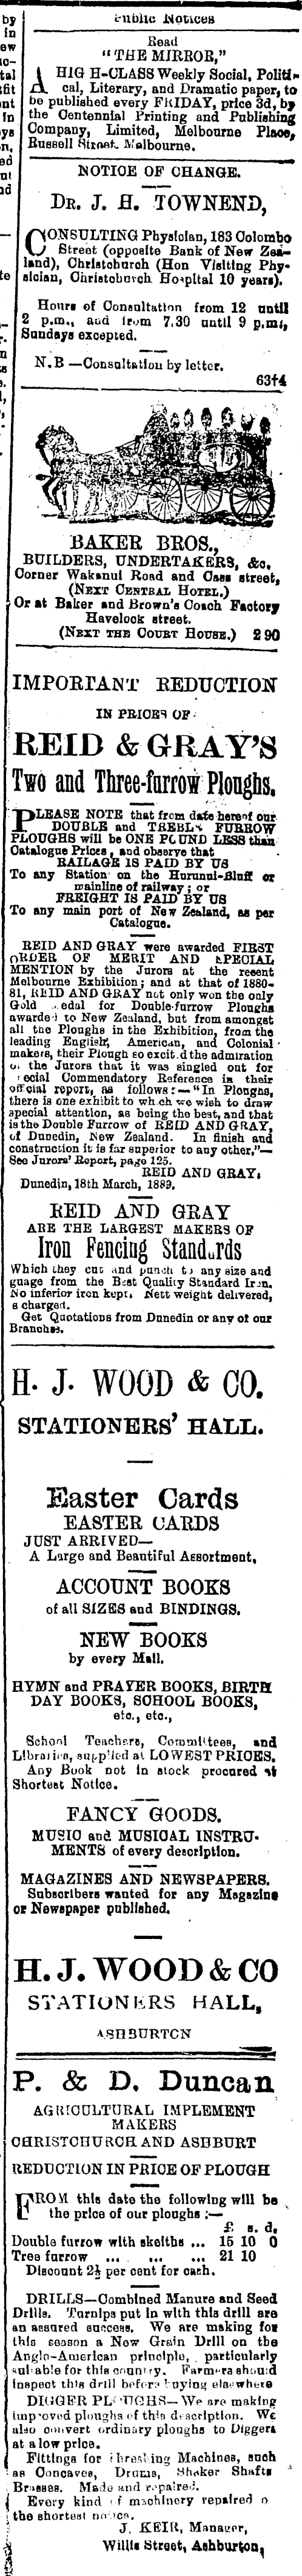 Public Notices
Read
"THE MIRROR,"
A HIG H-CLASS Weekly Social, Politi-
cal, Literary, and Dramatic paper, to
be published every FRIDAY, price 3d, by
the Centennial Printing and Publishing
Company, Limited, Melbourne Place,
Russell Street, Melbourne.
NOTICE OF CHANGE.
DR. J. H. TOWNEND,
CONSULTING Physician, 183 Colombo
Street (opposite Bank of New Zea-
land), Christchurch (Hon Visiting Phy-
sician, Christchurch Hospital 10 years).
Hours of Consultation from 12 until
2 p.m., and from 7.30 until 9 p.m.,
Sundays excepted.
N.B—Consultation by letter.
BAKER BROS.,
BUILDERS, UNDERTAKERS, &c.
Corner Wakanui Road and Cass street,
(NEXT CENTRAL HOTEL.)
Or at Baker and Brown's Coach Factory
Havelock street.
(NEXT THE COURT HOUSE.) 2 90
IMPORTANT REDUCTION
IN PRICES OF
REID & GRAY'S
Two and Three-furrow Ploughs.
PLEASE NOTE that from date hereof our
DOUBLE and TREBLE FURROW
PLOUGHS will be ONE POUND LESS than
Catalogue Prices, and observe that
RAILAGE IS PAID BY US
To any Station on the Hurunui-Bluff or
mainline of railway; or
FREIGHT IS PAID BY US
To any main port of New Zealand, as per
Catalogue.
REID AND GRAY were awarded FIRST
ORDER OF MERIT AND SPECIAL
MENTION by the Jurors at the recent
Melbourne Exhibition; and at that of 1880-
81, REID AND GRAY not only won the only
Gold Medal for Double-furrow Ploughs
awarded to New Zealand, but from amongst
all the Ploughs in the Exhibition, from the
leading English, American, and Colonial
makers, their Plough so excited the admiration
of the Jurors that it was singled out for
special Commendatory Reference in their
official report, as follows:—"In Ploughs,
there is one exhibit to which we wish to draw
special attention, as being the best, and that
is the Double Furrow of REID AND GRAY,
of Dunedin, New Zealand. In finish and
construction it is far superior to any other,"—
See Jurors' Report, page 125.
REID AND GRAY,
Dunedin, 18th March, 1889.
REID AND GRAY
ARE THE LARGEST MAKERS OF
Iron Fencing Standards
Which they cut and punch to any size and
guage from the Best Quality Standard Iron.
No inferior iron kept. Nett weight delivered,
s charged.
Get Quotations from Dunedin or any of our
Branches.
H. J. WOOD & CO.
STATIONERS' HALL.
Easter Cards
EASTER CARDS
JUST ARRIVED—
A Large and Beautiful Assortment.
ACCOUNT BOOKS
of all SIZES and BINDINGS.
NEW BOOKS
by every Mail.
HYMN and PRAYER BOOKS, BIRTH
DAY BOOKS, SCHOOL BOOKS,
etc., etc.,
School Teachers, Committees, and
Libraries, supplied at LOWEST PRICES.
Any Book not in stock procured at
Shortest Notice.
FANCY GOODS.
MUSIC and MUSICAL INSTRU-
MENTS of every description.
MAGAZINES AND NEWSPAPERS.
Subscribers wanted for any Magazine
or Newspaper published.
H. J. WOOD & CO
STATIONERS HALL,
ASHBURTON
P. & D. Duncan
AGRICULTURAL IMPLEMENT
MAKERS
CHRISTCHURCH AND ASHBURT
REDUCTION IN PRICE OF PLOUGH
FROM this date the following will be
the price of our ploughs:—
£ s. d.
Double furrow with skeiths ... 15 10 0
Tree furrow ... ... ... 21 10
Discount 2½ per cent for cash.
DRILLS—Combined Manure and Seed
Drills. Turnips put in with this drill are
an assured success. We are making for
this season a New Grain Drill on the
Anglo-American principle, particularly
suitable for this country. Farmers should
inspect this drill before buying elsewhere
DIGGER PLOUGHS—We are making
improved ploughs of this description. We
also convert ordinary ploughs to Diggers
at a low price.
Fittings for Threshing Machines, such
as Concaves, Drums, Shaker Shafts
Brasses. Made and repaired.
Every kind of machinery repaired o
the shortest notice.
J. KEIR, Manager,
Willis Street, Ashburton,